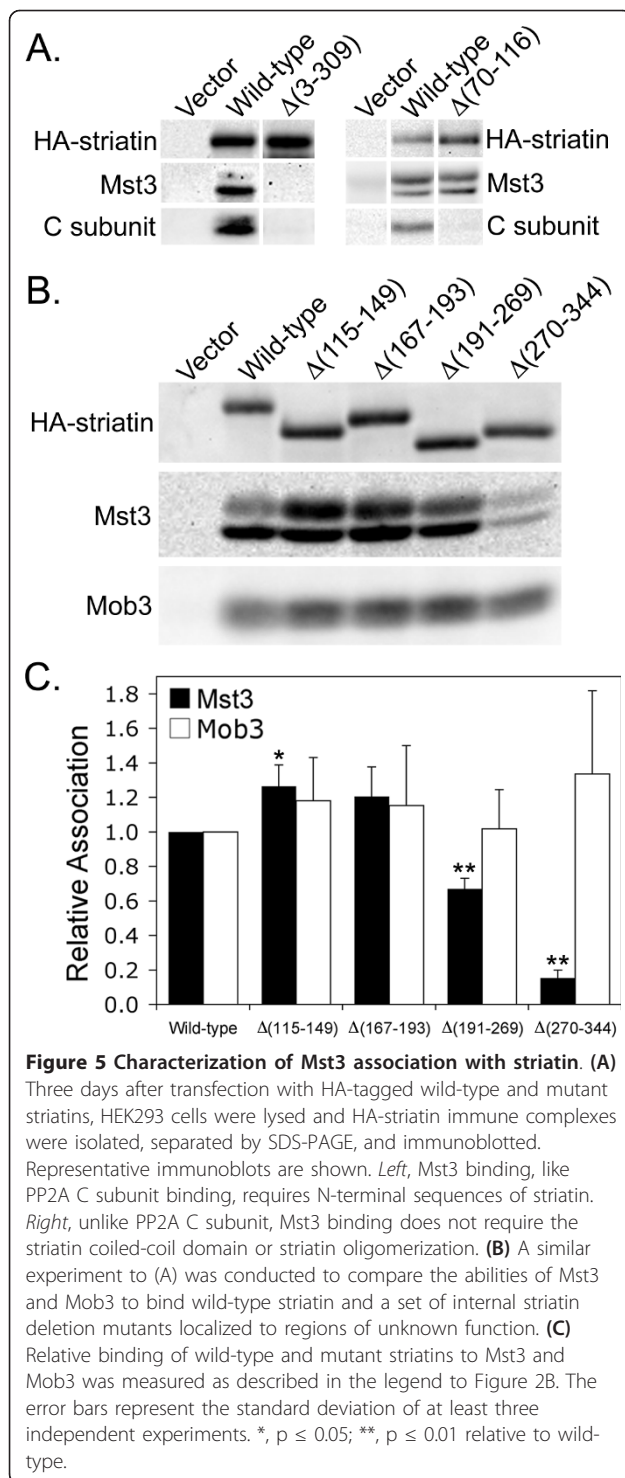 A.
Vector
Wild-type
Δ(3-309)
Vector
Wild-type
Δ(70-116)
HA-striatin
HA-striatin
Mst3
Mst3
C subunit
C subunit
B.
Vector
Wild-type
Δ(115-149)
Δ(167-193)
Δ(191-269)
Δ(270-344)
HA-striatin
Mst3
Mob3
C.
Mst3
Mob3
Relative Association
1.8
1.6
1.4
1.2
1.0
0.8
0.6
0.4
0.2
0.0
*
**
**
Wild-type Δ(115-149) Δ(167-193) Δ(191-269) Δ(270-344)
Figure 5 Characterization of Mst3 association with striatin. (A)
Three days after transfection with HA-tagged wild-type and mutant
striatins, HEK293 cells were lysed and HA-striatin immune complexes
were isolated, separated by SDS-PAGE, and immunoblotted.
Representative immunoblots are shown. Left, Mst3 binding, like
PP2A C subunit binding, requires N-terminal sequences of striatin.
Right, unlike PP2A C subunit, Mst3 binding does not require the
striatin coiled-coil domain or striatin oligomerization. (B) A similar
experiment to (A) was conducted to compare the abilities of Mst3
and Mob3 to bind wild-type striatin and a set of internal striatin
deletion mutants localized to regions of unknown function. (C)
Relative binding of wild-type and mutant striatins to Mst3 and
Mob3 was measured as described in the legend to Figure 2B. The
error bars represent the standard deviation of at least three
independent experiments. *, p ≤ 0.05; **, p ≤ 0.01 relative to wild-
type.